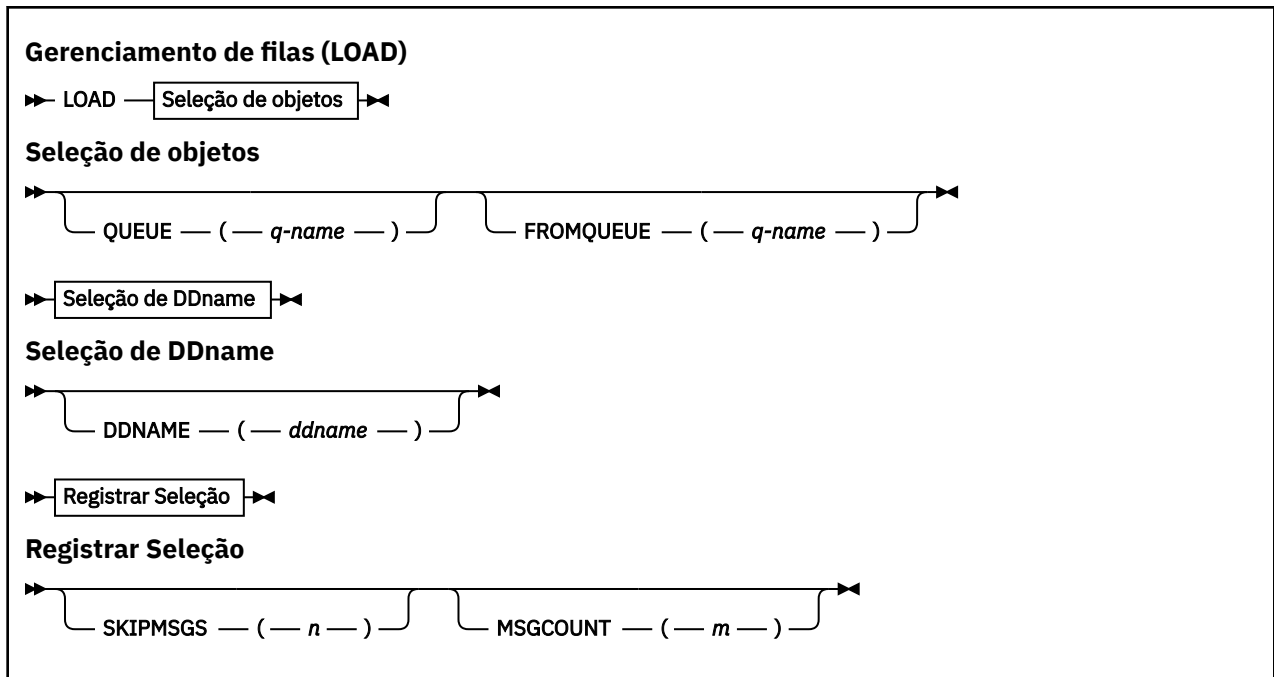 Gerenciamento de filas (LOAD)
LOAD Seleção de objetos
Seleção de objetos
QUEUE ( q-name ) FROMQUEUE ( q-name )
Seleção de DDname
Seleção de DDname
DDNAME ( ddname )
Registrar Seleção
Registrar Seleção
SKIPMSGS ( n ) MSGCOUNT ( m )